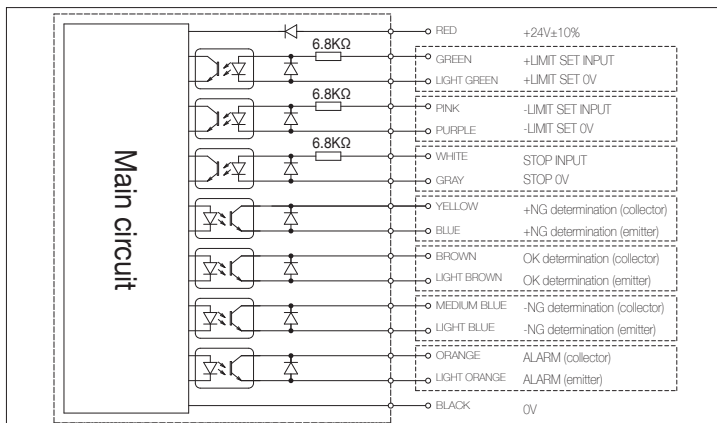 RED +24V±10%
6.8KΩ
GREEN +LIMIT SET INPUT
LIGHT GREEN +LIMIT SET 0V
6.8KΩ
PINK -LIMIT SET INPUT
PURPLE -LIMIT SET 0V
6.8KΩ
WHITE STOP INPUT
GRAY STOP 0V
Main circuit
YELLOW +NG determination (collector)
BLUE +NG determination (emitter)
BROWN OK determination (collector)
LIGHT BROWN OK determination (emitter)
MEDIUM BLUE -NG determination (collector)
LIGHT BLUE -NG determination (emitter)
ORANGE ALARM (collector)
LIGHT ORANGE ALARM (emitter)
BLACK 0V